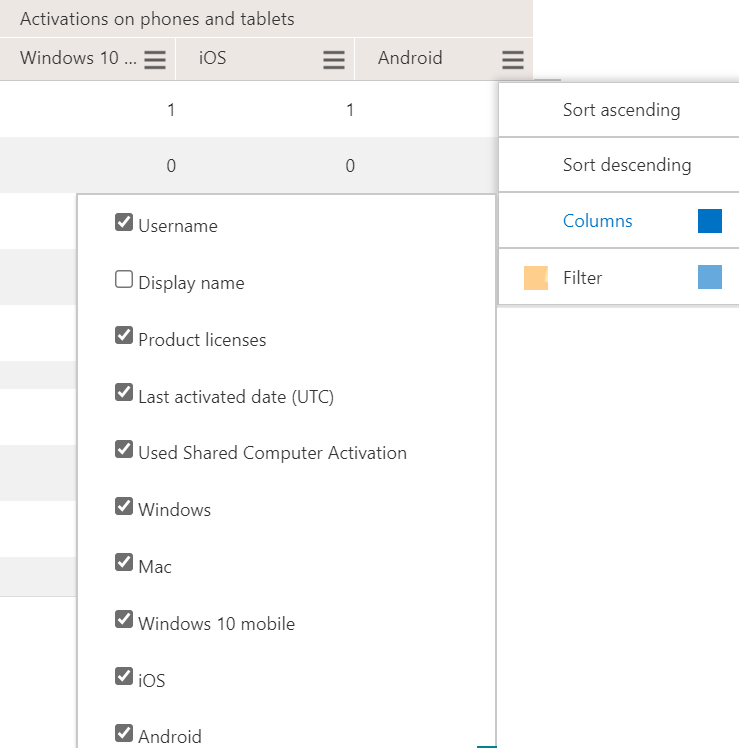 Activations on phones and tablets
Windows 10 ... iOS Android
1 1 Sort ascending
0 0 Sort descending
Columns
Filter
Username
Display name
Product licenses
Last activated date (UTC)
Used Shared Computer Activation
Windows
Mac
Windows 10 mobile
iOS
Android